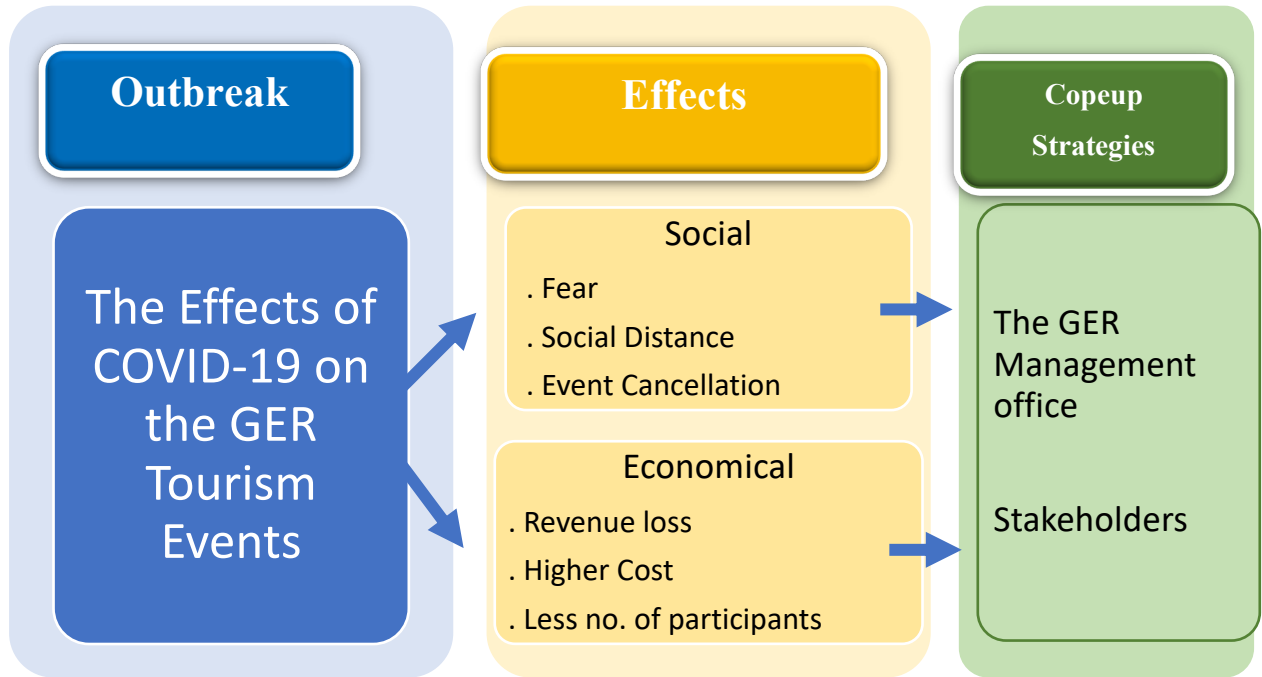 Outbreak
The Effects of
COVID-19 on
the GER
Tourism
Events
Effects
Social
. Fear
. Social Distance
. Event Cancellation
Economical
. Revenue loss
. Higher Cost
. Less no. of participants
Copeup
Strategies
The GER
Management
office
Stakeholders